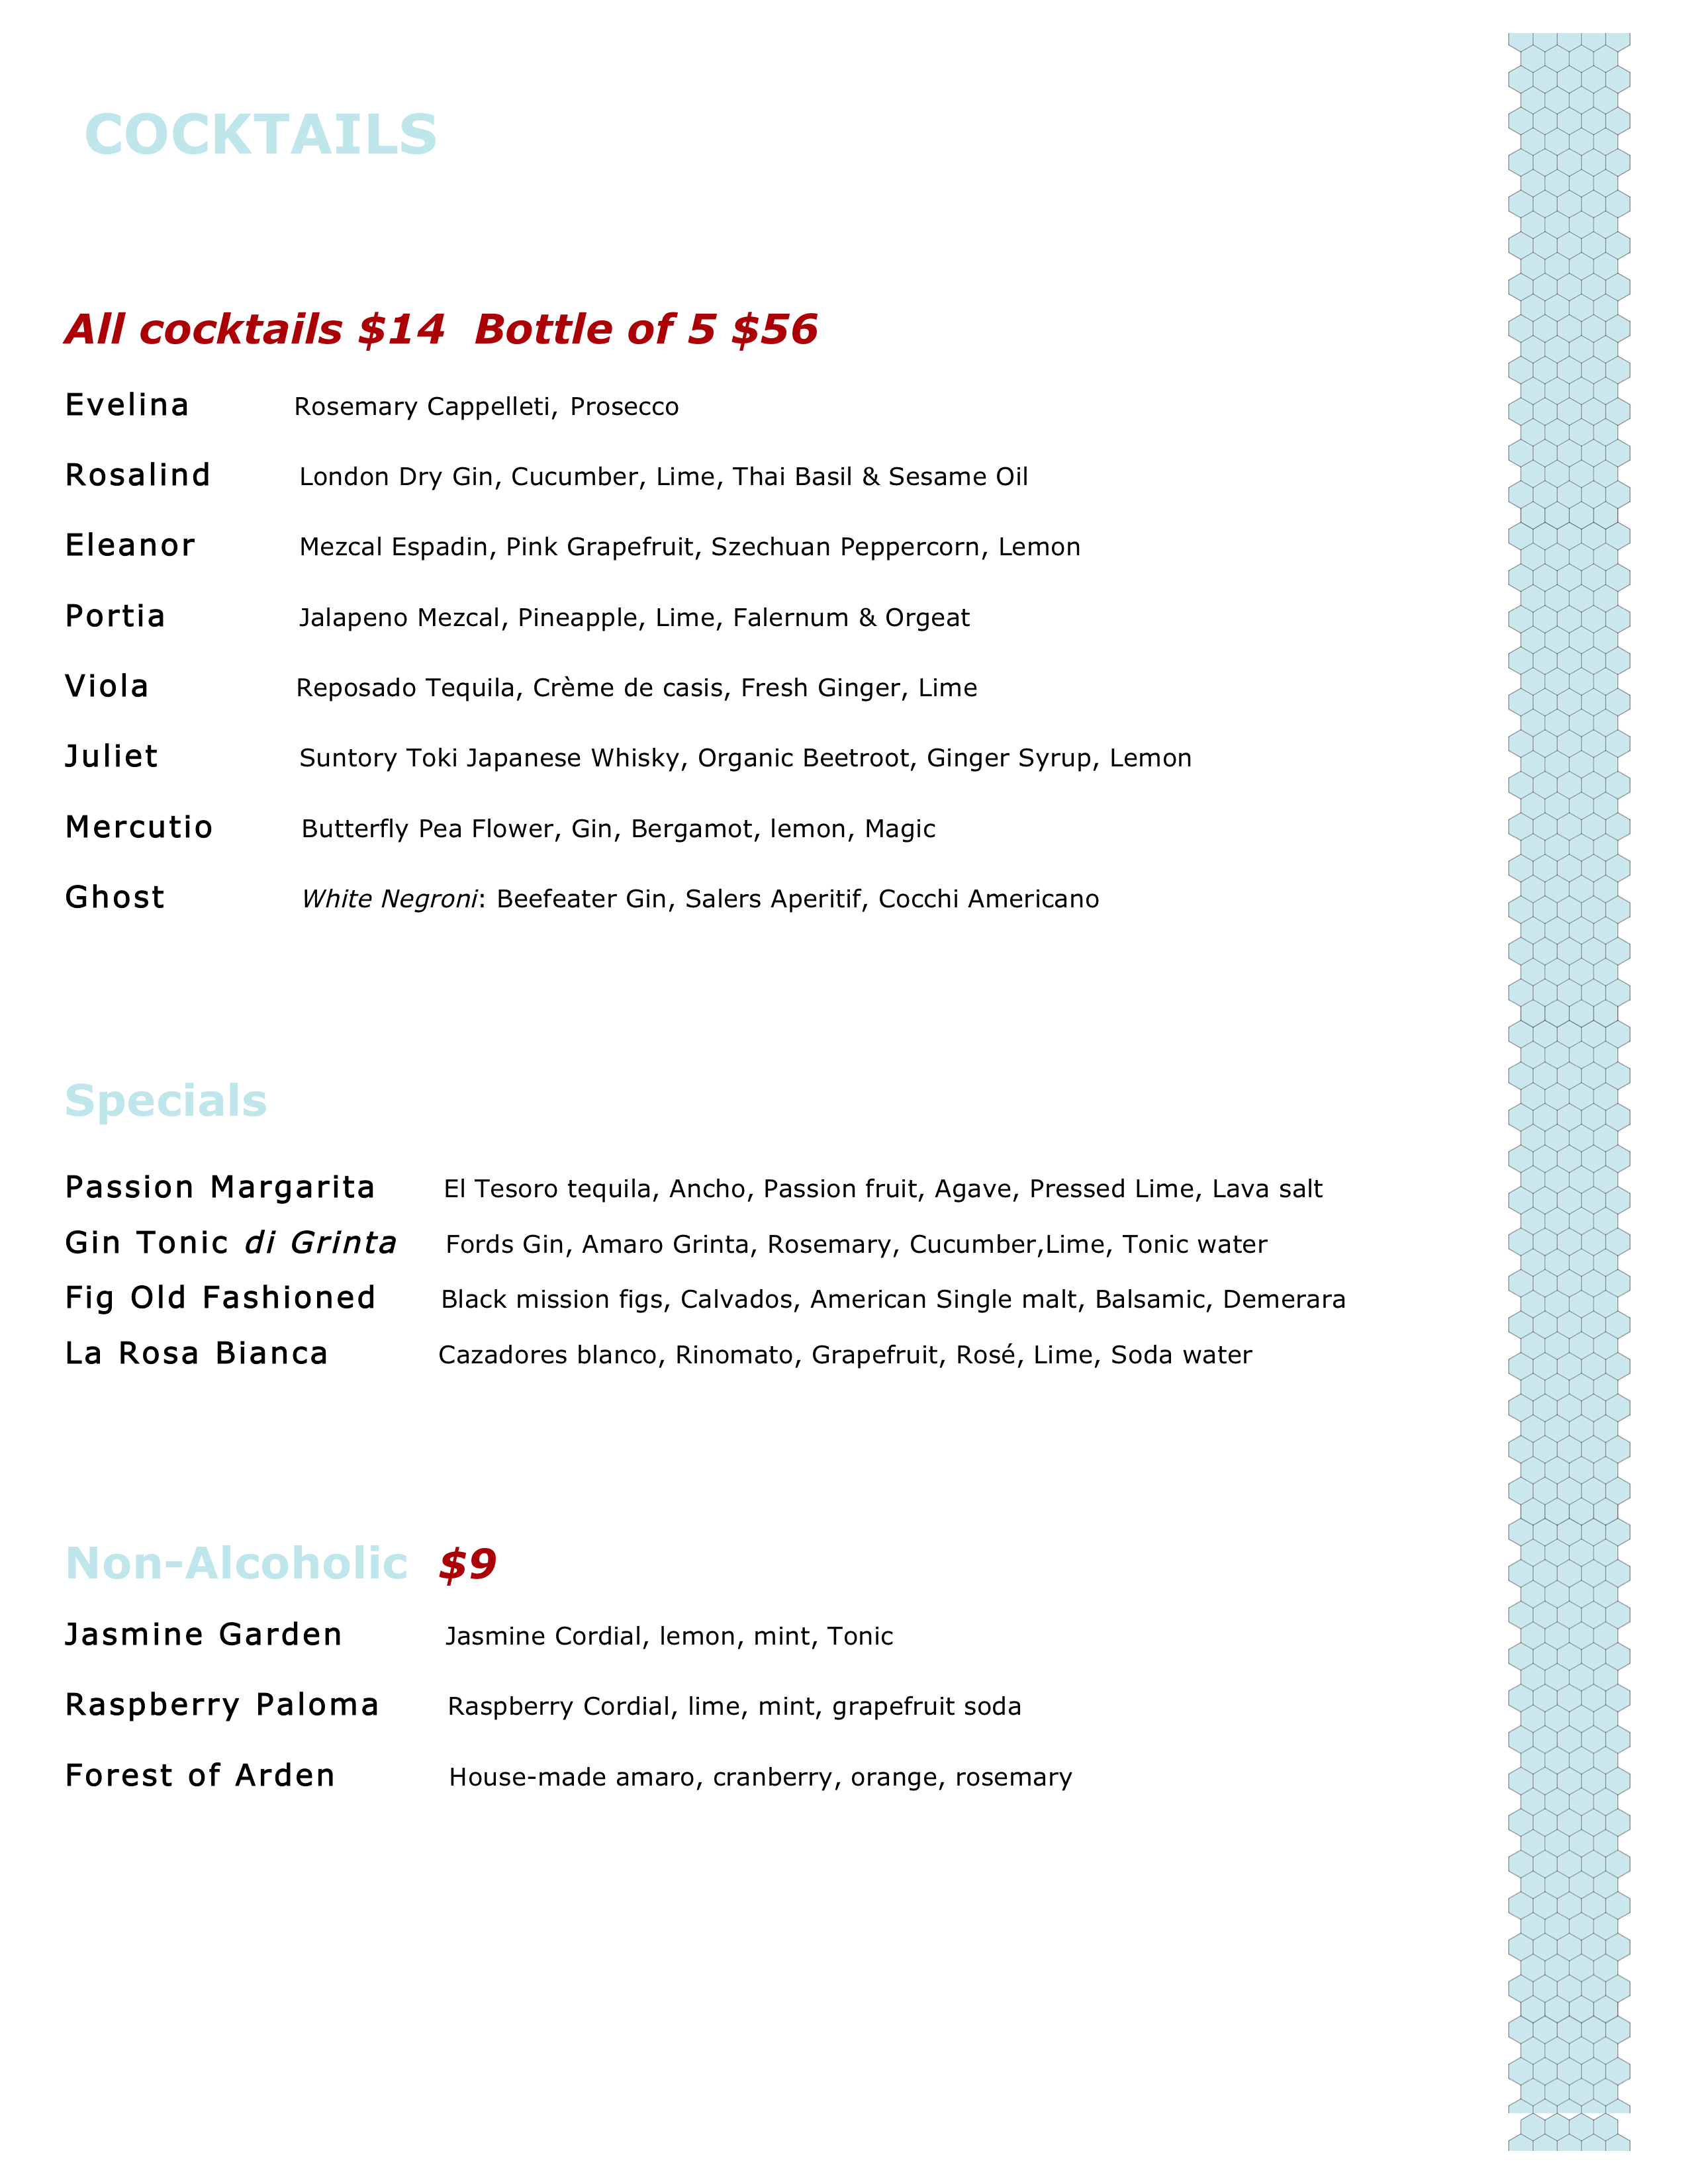 COCKTAILS
All cocktails $14  Bottle of 5 $56
Evelina Rosemary Cappelleti, Prosecco
Rosalind London Dry Gin, Cucumber, Lime, Thai Basil & Sesame Oil
Eleanor Mezcal Espadin, Pink Grapefruit, Szechuan Peppercorn, Lemon
Portia Jalapeno Mezcal, Pineapple, Lime, Falernum & Orgeat
Viola Reposado Tequila, Crème de casis, Fresh Ginger, Lime
Juliet Suntory Toki Japanese Whisky, Organic Beetroot, Ginger Syrup, Lemon
Mercutio Butterfly Pea Flower, Gin, Bergamot, lemon, Magic
Ghost White Negroni: Beefeater Gin, Salers Aperitif, Cocchi Americano
Specials
Passion Margarita El Tesoro tequila, Ancho, Passion fruit, Agave, Pressed Lime, Lava salt
Gin Tonic di Grinta Fords Gin, Amaro Grinta, Rosemary, Cucumber,Lime, Tonic water
Fig Old Fashioned Black mission figs, Calvados, American Single malt, Balsamic, Demerara
La Rosa Bianca Cazadores blanco, Rinomato, Grapefruit, Rosé, Lime, Soda water
Non-Alcoholic $9
Jasmine Garden Jasmine Cordial, lemon, mint, Tonic
Raspberry Paloma Raspberry Cordial, lime, mint, grapefruit soda
Forest of Arden House-made amaro, cranberry, orange, rosemary